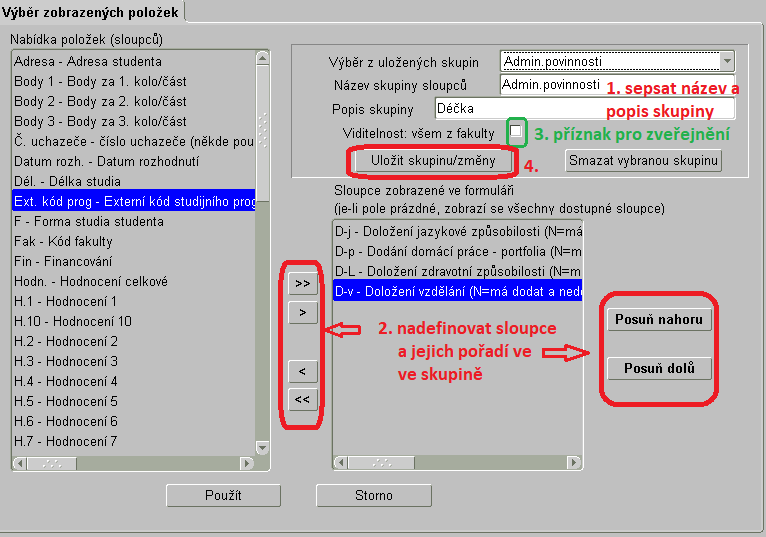 Výběr zobrazených položek
Nabídka položek (sloupců)
Adresa - Adresa studenta
Body 1 - Body za 1. kolo/část
Body 2 - Body za 2. kolo/část
Body 3 - Body za 3. kolo/část
Č. uchazeče - číslo uchazeče (někde pou
Datum rozh. - Datum rozhodnutí
Dél. - Délka studia
Ext. kód prog - Externí kód studijního prog
F - Forma studia studenta
Fak - Kód fakulty
Fin - Financování
Hodn. - Hodnocení celkové
H.1 - Hodnocení 1
H.10 - Hodnocení 10
H.2 - Hodnocení 2
H.3 - Hodnocení 3
H.4 - Hodnocení 4
H.5 - Hodnocení 5
H.6 - Hodnocení 6
H.7 - Hodnocení 7
Výběr z uložených skupin
Admin.povinnosti
Název skupiny sloupců
Admin.povinnosti
1. sepsat název a
popis skupiny
Popis skupiny
Déčka
Viditelnost: všem z fakulty
3. příznak pro zveřejnění
Uložit skupinu/změny
4.
Smazat vybranou skupinu
Sloupce zobrazené ve formuláři
(je-li pole prázdné, zobrazí se všechny dostupné sloupce)
D-j - Doložení jazykové způsobilosti (N=má
D-p - Dodání domácí práce - portfolia (N=m
D-L - Doložení zdravotní způsobilosti (N=m
D-v - Doložení vzdělání (N=má dodat a nedo
>>
>
<
<<
2. nadefinovat sloupce
a jejich pořadí ve
ve skupině
Posuň nahoru
Posuň dolů
Použít
Storno